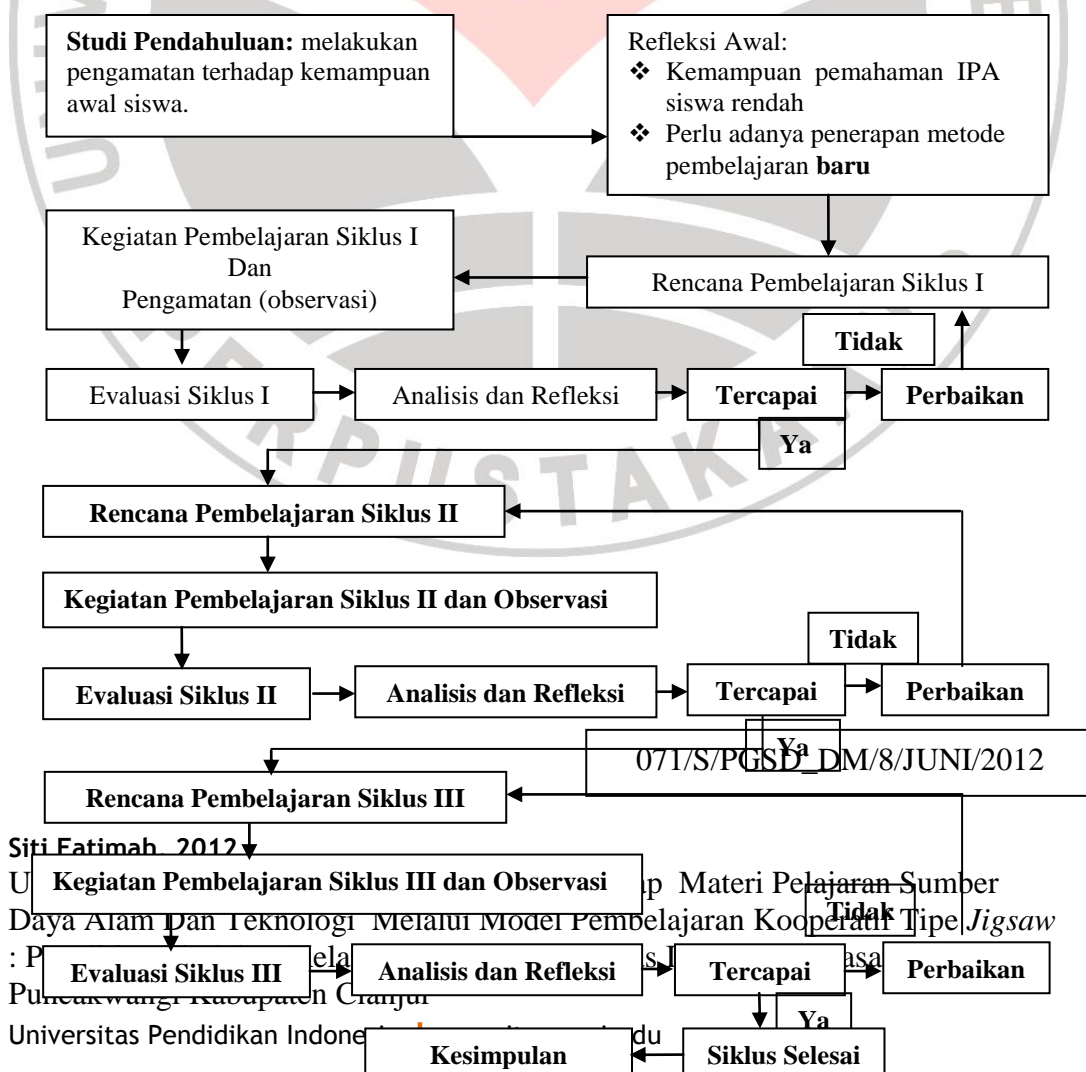 Studi Pendahuluan: melakukan
pengamatan terhadap kemampuan
awal siswa.
Refleksi Awal:
❖ Kemampuan pemahaman IPA
siswa rendah
❖ Perlu adanya penerapan metode
pembelajaran baru
Kegiatan Pembelajaran Siklus I
Dan
Pengamatan (observasi)
Rencana Pembelajaran Siklus I
Tidak
Evaluasi Siklus I
Analisis dan Refleksi
Tercapai
Perbaikan
Ya
PERPUSTAKAAN
Rencana Pembelajaran Siklus II
Kegiatan Pembelajaran Siklus II dan Observasi
Tidak
Evaluasi Siklus II
Analisis dan Refleksi
Tercapai
Perbaikan
Ya
071/S/PGSD_DM/8/JUNI/2012
Rencana Pembelajaran Siklus III
Siti Fatimah, 2012
Kegiatan Pembelajaran Siklus III dan Observasi
Materi Pelajaran Sumber
Daya Alam Dan Teknologi Melalui Model Pembelajaran Kooperatif Tipe Jigsaw
Tidak
Evaluasi Siklus III
Analisis dan Refleksi
Tercapai
Perbaikan
Puncakwangi Kabupaten Cianjur
Ya
Universitas Pendidikan
Kesimpulan
Siklus Selesai